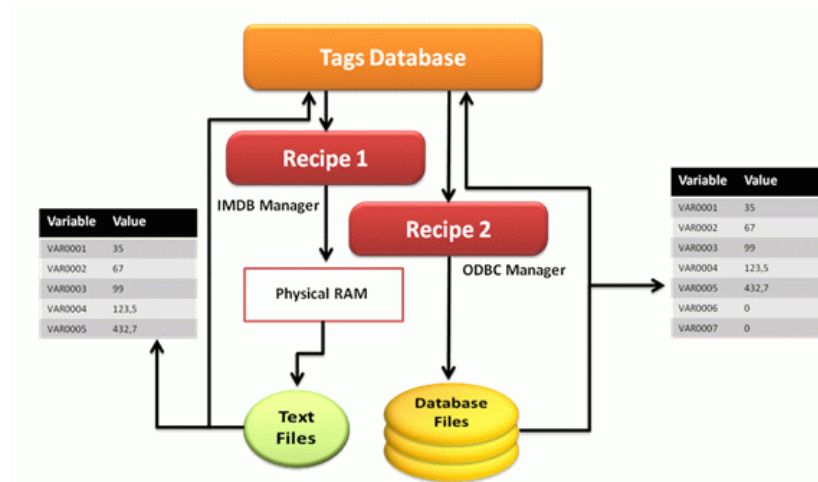 Tags Database
Recipe 1
IMDB Manager
Recipe 2
ODBC Manager
Physical RAM
Text
Files
Database
Files
Variable Value
VAR0001 35
VAR0002 67
VAR0003 99
VAR0004 123,5
VAR0005 432,7
Variable Value
VAR0001 35
VAR0002 67
VAR0003 99
VAR0004 123,5
VAR0005 432,7
VAR0006 0
VAR0007 0